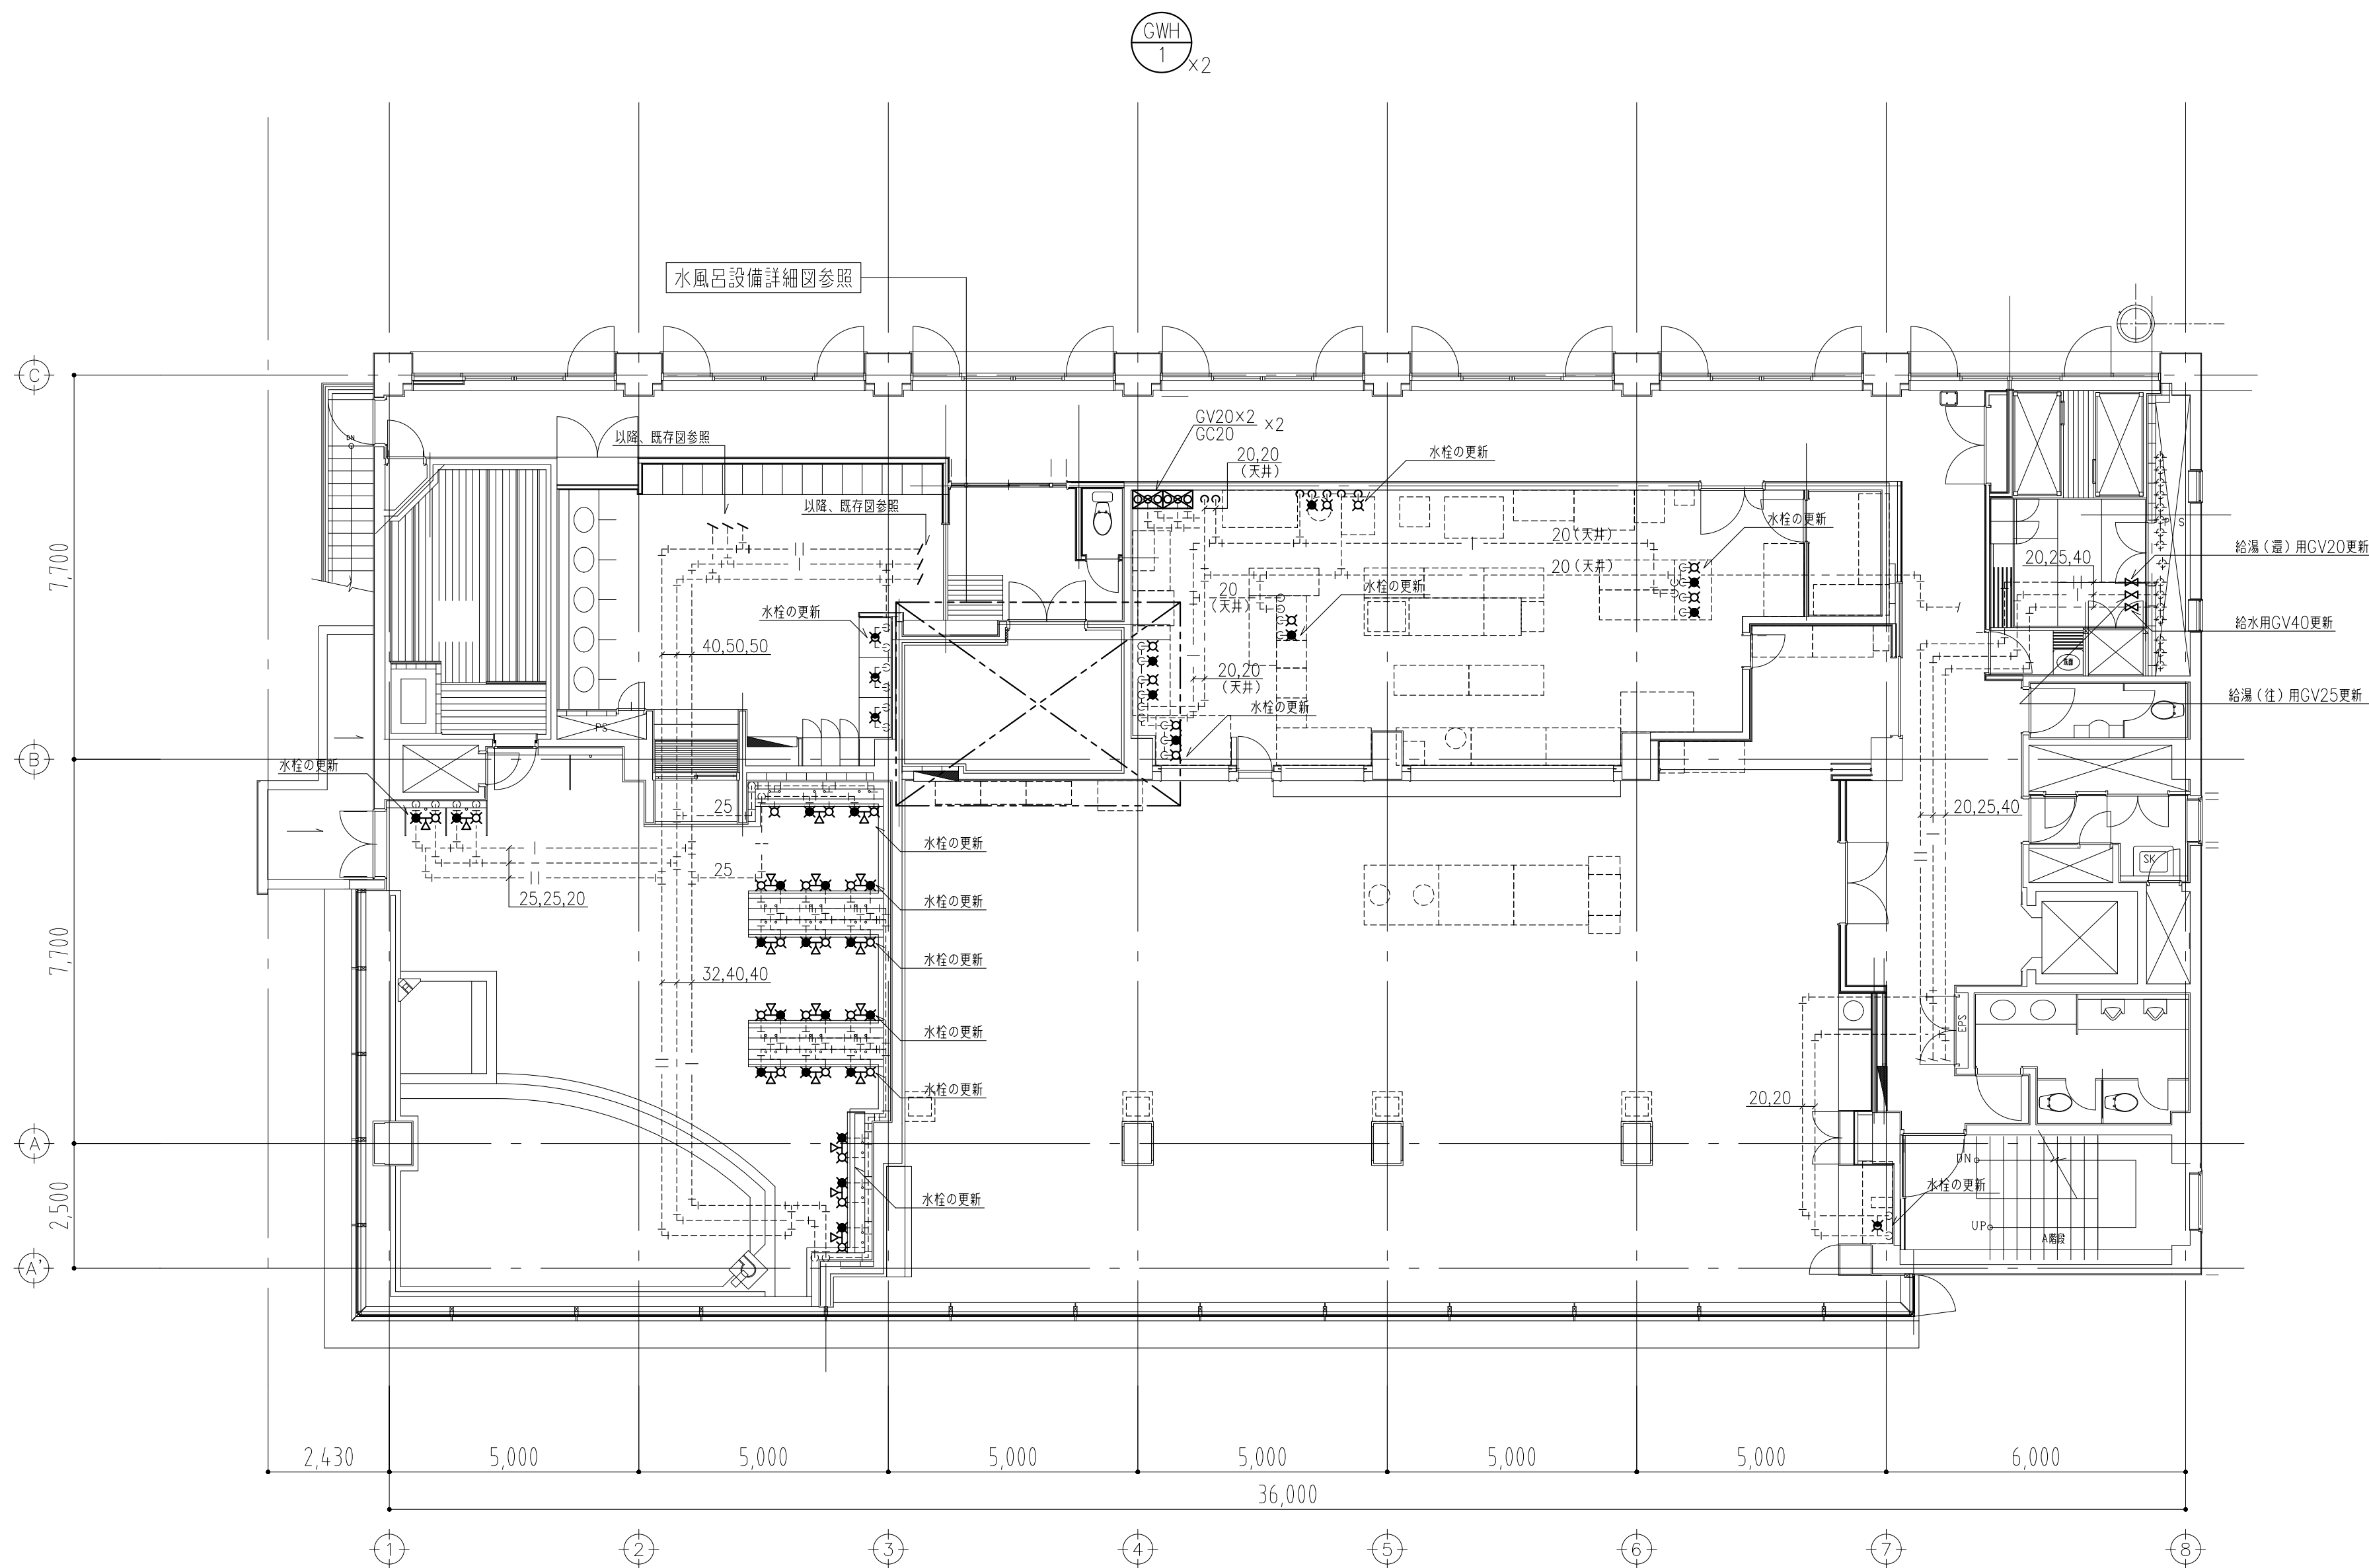 GWH
1
×2
水風呂設備詳細図参照
C
GV20×2
GC20
×2
以降、既存図参照
20,20
(天井)
水栓の更新
DN
以降、既存図参照
水栓の更新
20(天井)
PS
給湯(還)用GV20更新
20,25,40
7,700
20(天井)
20
(天井)
水栓の更新
水栓の更新
給水用GV40更新
40,50,50
20,20
(天井)
給湯(往)用GV25更新
水栓の更新
PS
B
水栓の更新
25
20,25,40
水栓の更新
SK
25
25,25,20
水栓の更新
7,700
水栓の更新
32,40,40
水栓の更新
EPS
水栓の更新
20,20
A
DN
水栓の更新
水栓の更新
2,500
UP
A階段
A'
2,430
5,000
5,000
5,000
5,000
5,000
5,000
6,000
36,000
1
2
3
4
5
6
7
8